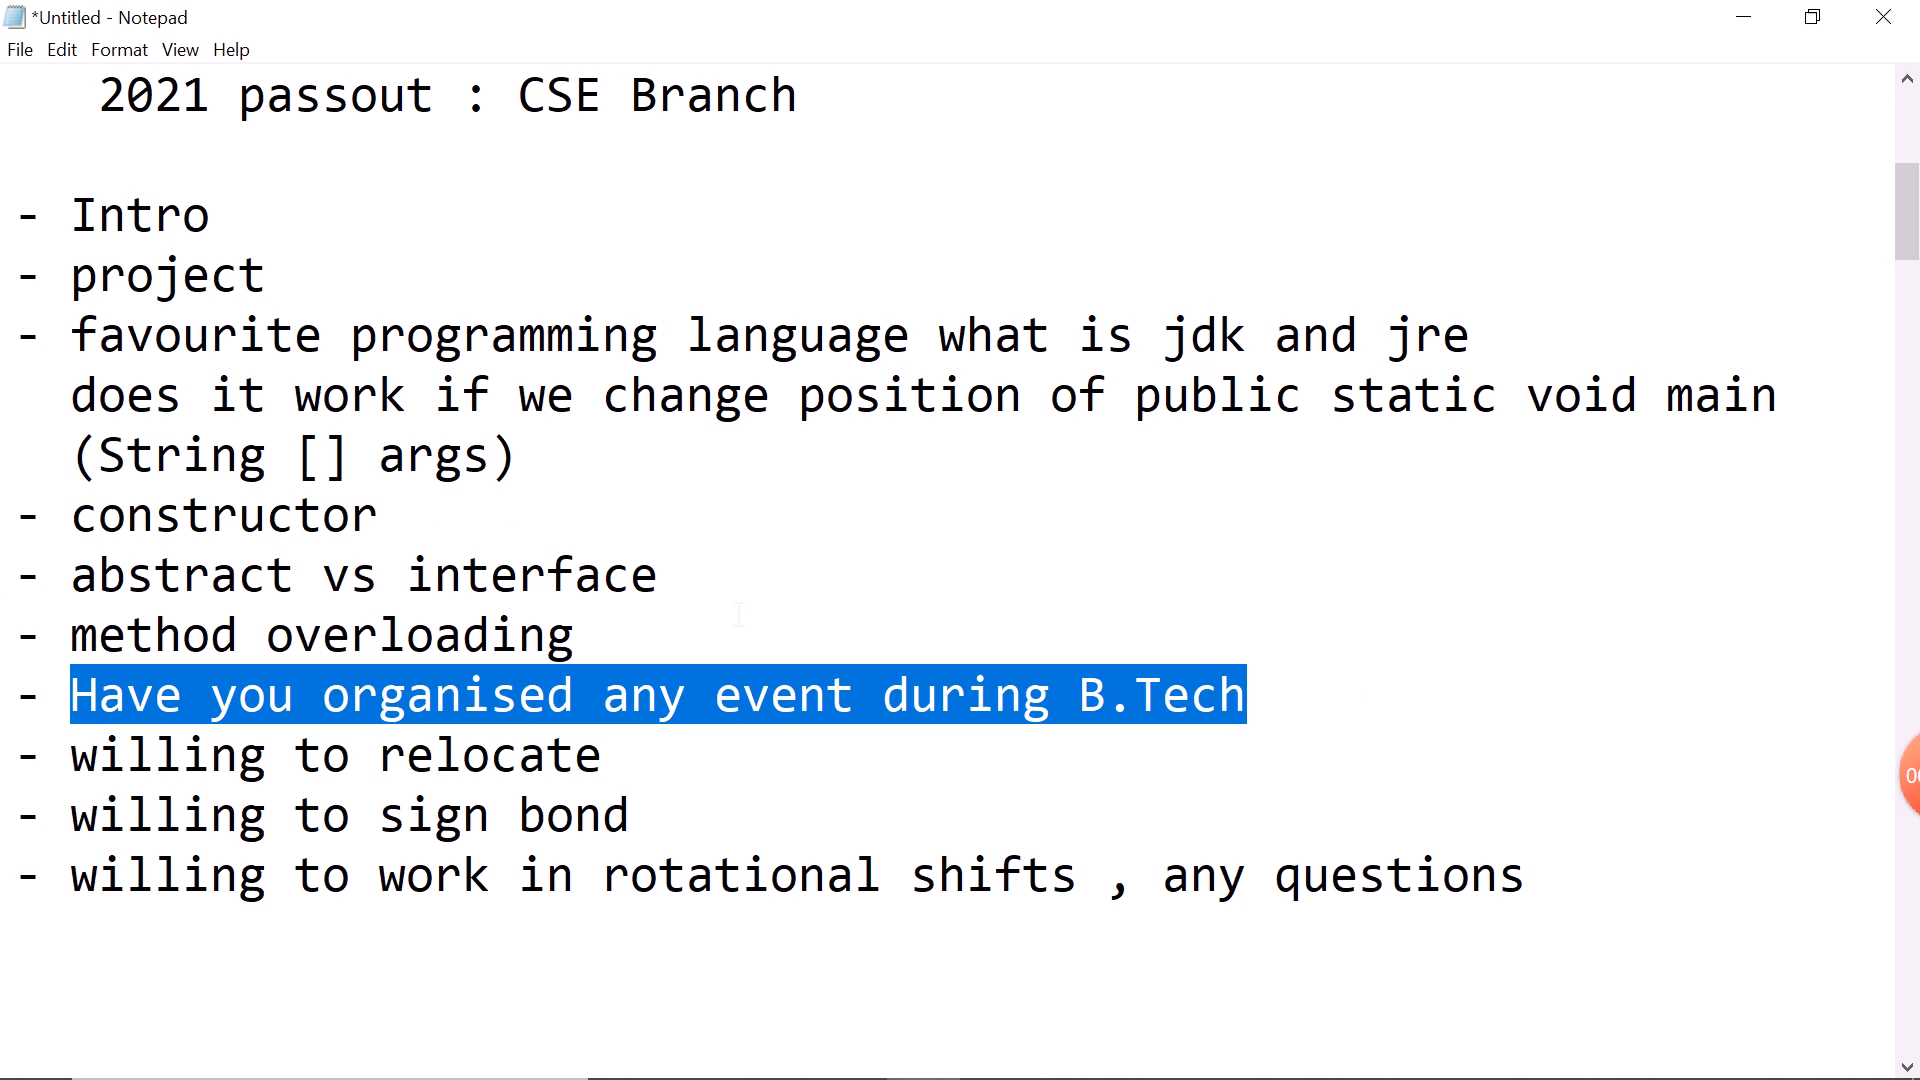 *Untitled - Notepad
File Edit Format View Help
2021 passout : CSE Branch
- Intro
- project
- favourite programming language what is jdk and jre
does it work if we change position of public static void main
(String [] args)
- constructor
- abstract vs interface
- method overloading
- Have you organised any event during B.Tech
- willing to relocate
- willing to sign bond
- willing to work in rotational shifts , any questions